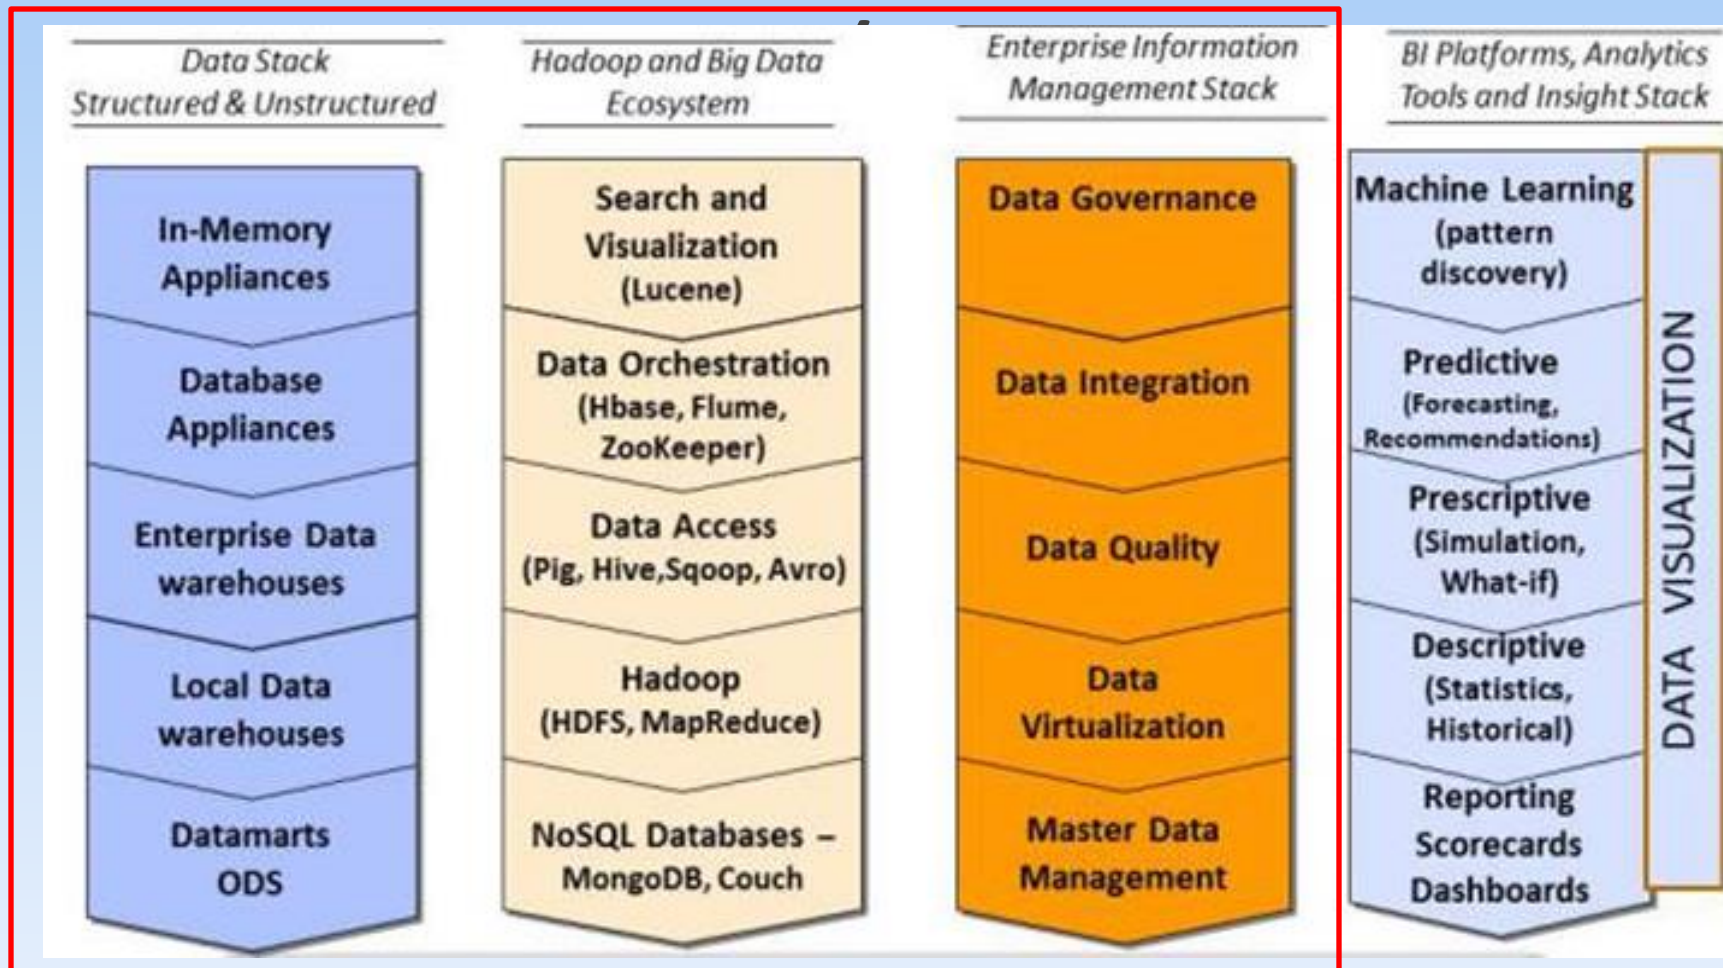 Data Stack
Structured & Unstructured
In-Memory
Appliances
Database
Appliances
Enterprise Data
warehouses
Local Data
warehouses
Datamarts
ODS
Hadoop and Big Data
Ecosystem
Search and
Visualization
(Lucene)
Data Orchestration
(Hbase, Flume,
ZooKeeper)
Data Access
(Pig, Hive,Sqoop, Avro)
Hadoop
(HDFS, MapReduce)
NoSQL Databases –
MongoDB, Couch
Enterprise Information
Management Stack
Data Governance
Data Integration
Data Quality
Data
Virtualization
Master Data
Management
BI Platforms, Analytics
Tools and Insight Stack
Machine Learning
(pattern
discovery)
Predictive
(Forecasting,
Recommendations)
Prescriptive
(Simulation,
What-if)
Descriptive
(Statistics,
Historical)
Reporting
Scorecards
Dashboards
DATA VISUALIZATION